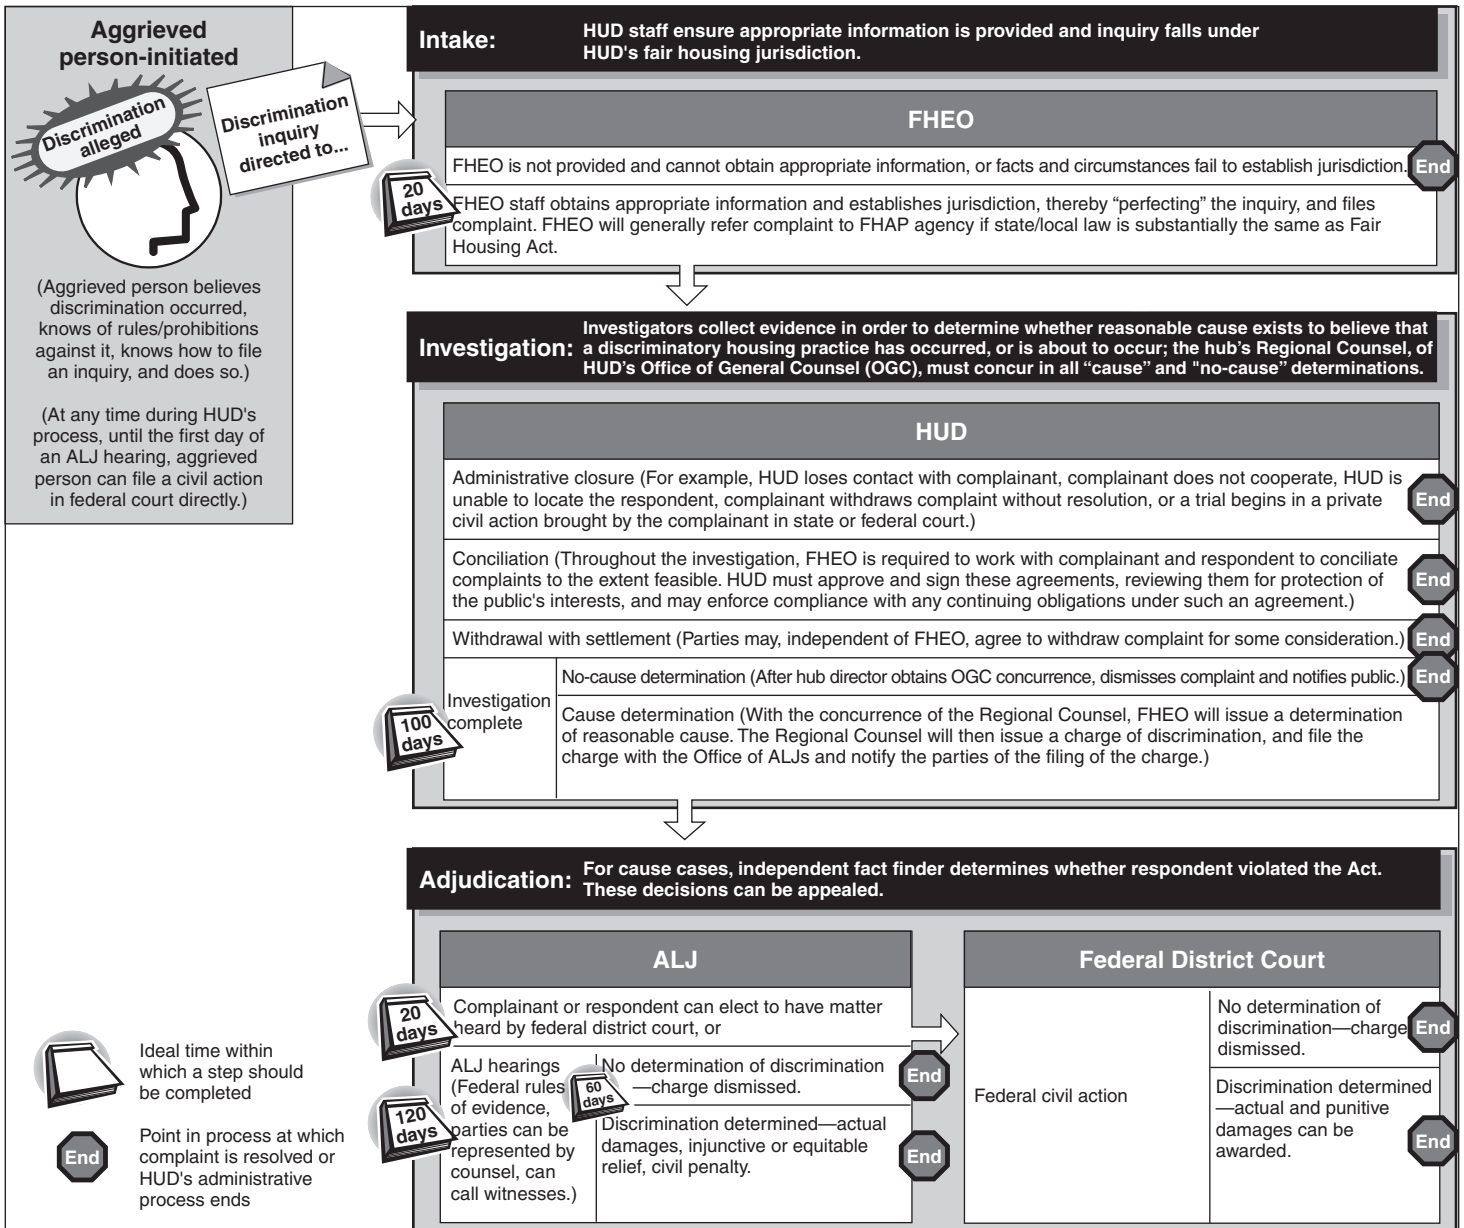 Aggrieved
person-initiated
Discrimination
alleged
Discrimination
inquiry
directed to...
(Aggrieved person believes
discrimination occurred,
knows of rules/prohibitions
against it, knows how to file
an inquiry, and does so.)
(At any time during HUD's
process, until the first day of
an ALJ hearing, aggrieved
person can file a civil action
in federal court directly.)
Intake:
HUD staff ensure appropriate information is provided and inquiry falls under
HUD's fair housing jurisdiction.
FHEO
FHEO is not provided and cannot obtain appropriate information, or facts and circumstances fail to establish jurisdiction.
End
20
days
FHEO staff obtains appropriate information and establishes jurisdiction, thereby “perfecting” the inquiry, and files
complaint. FHEO will generally refer complaint to FHAP agency if state/local law is substantially the same as Fair
Housing Act.
Investigation:
Investigators collect evidence in order to determine whether reasonable cause exists to believe that
a discriminatory housing practice has occurred, or is about to occur; the hub's Regional Counsel, of
HUD's Office of General Counsel (OGC), must concur in all “cause” and "no-cause" determinations.
HUD
Administrative closure (For example, HUD loses contact with complainant, complainant does not cooperate, HUD is
unable to locate the respondent, complainant withdraws complaint without resolution, or a trial begins in a private
civil action brought by the complainant in state or federal court.)
End
Conciliation (Throughout the investigation, FHEO is required to work with complainant and respondent to conciliate
complaints to the extent feasible. HUD must approve and sign these agreements, reviewing them for protection of
the public's interests, and may enforce compliance with any continuing obligations under such an agreement.)
End
Withdrawal with settlement (Parties may, independent of FHEO, agree to withdraw complaint for some consideration.)
End
100
days
Investigation
complete
No-cause determination (After hub director obtains OGC concurrence, dismisses complaint and notifies public.)
End
Cause determination (With the concurrence of the Regional Counsel, FHEO will issue a determination
of reasonable cause. The Regional Counsel will then issue a charge of discrimination, and file the
charge with the Office of ALJs and notify the parties of the filing of the charge.)
Adjudication:
For cause cases, independent fact finder determines whether respondent violated the Act.
These decisions can be appealed.
ALJ
20
days
Complainant or respondent can elect to have matter
heard by federal district court, or
120
days
ALJ hearings
(Federal rules
of evidence,
parties can be
represented by
counsel, can
call witnesses.)
60
days
No determination of discrimination
—charge dismissed.
End
Discrimination determined—actual
damages, injunctive or equitable
relief, civil penalty.
End
Federal District Court
Federal civil action
No determination of
discrimination—charge
dismissed.
End
Discrimination determined
—actual and punitive
damages can be
awarded.
End
Ideal time within
which a step should
be completed
End
Point in process at which
complaint is resolved or
HUD's administrative
process ends